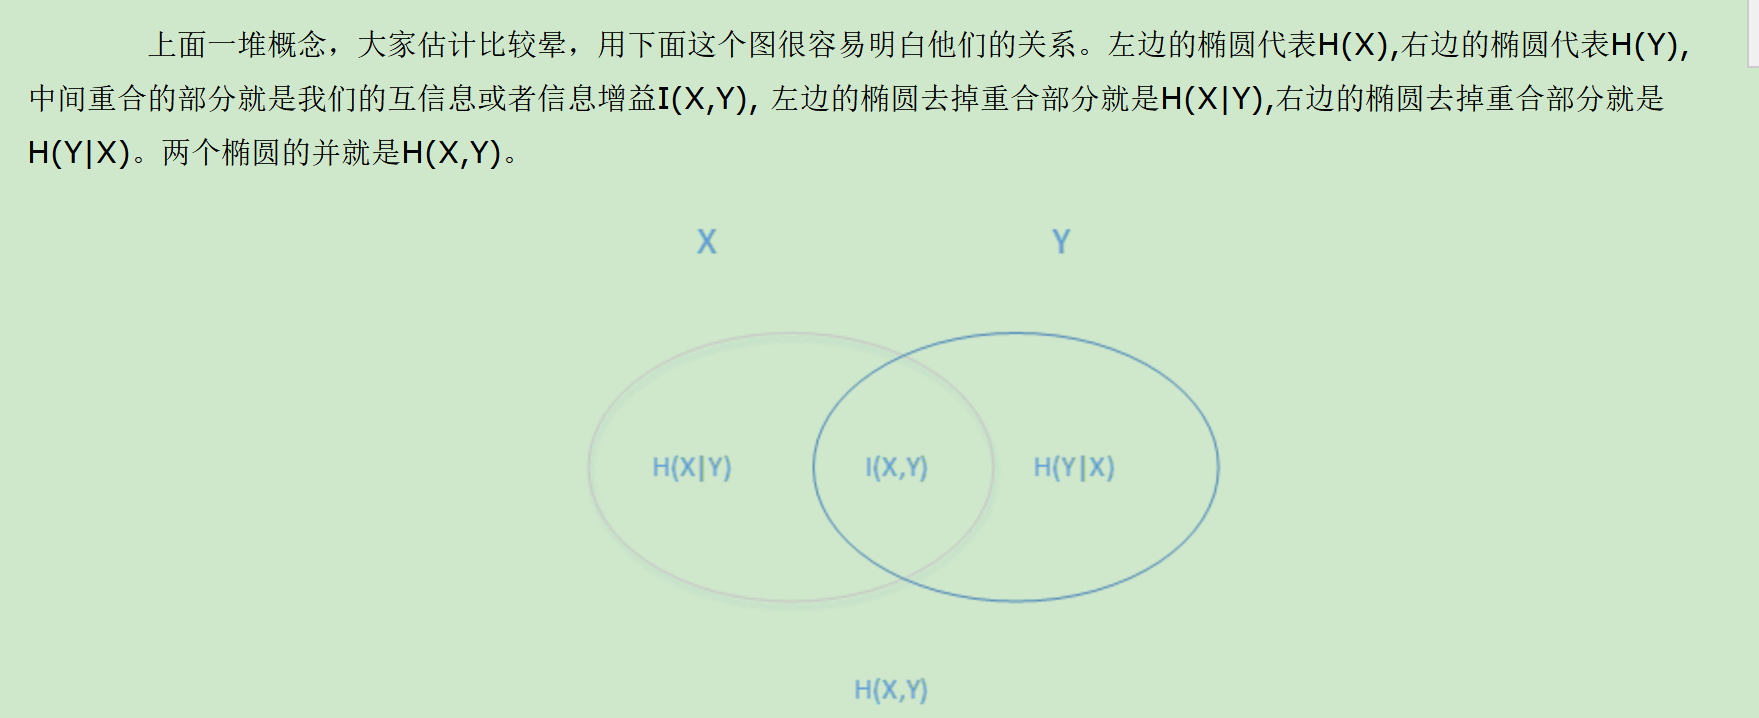 上面一堆概念，大家估计比较晕，用下面这个图很容易明白他们的关系。左边的椭圆代表H(X),右边的椭圆代表H(Y),
中间重合的部分就是我们的互信息或者信息增益I(X,Y), 左边的椭圆去掉重合部分就是H(X|Y),右边的椭圆去掉重合部分就是
H(Y|X)。两个椭圆的并就是H(X,Y)。
X
Y
H(X|Y)
I(X,Y)
H(Y|X)
H(X,Y)